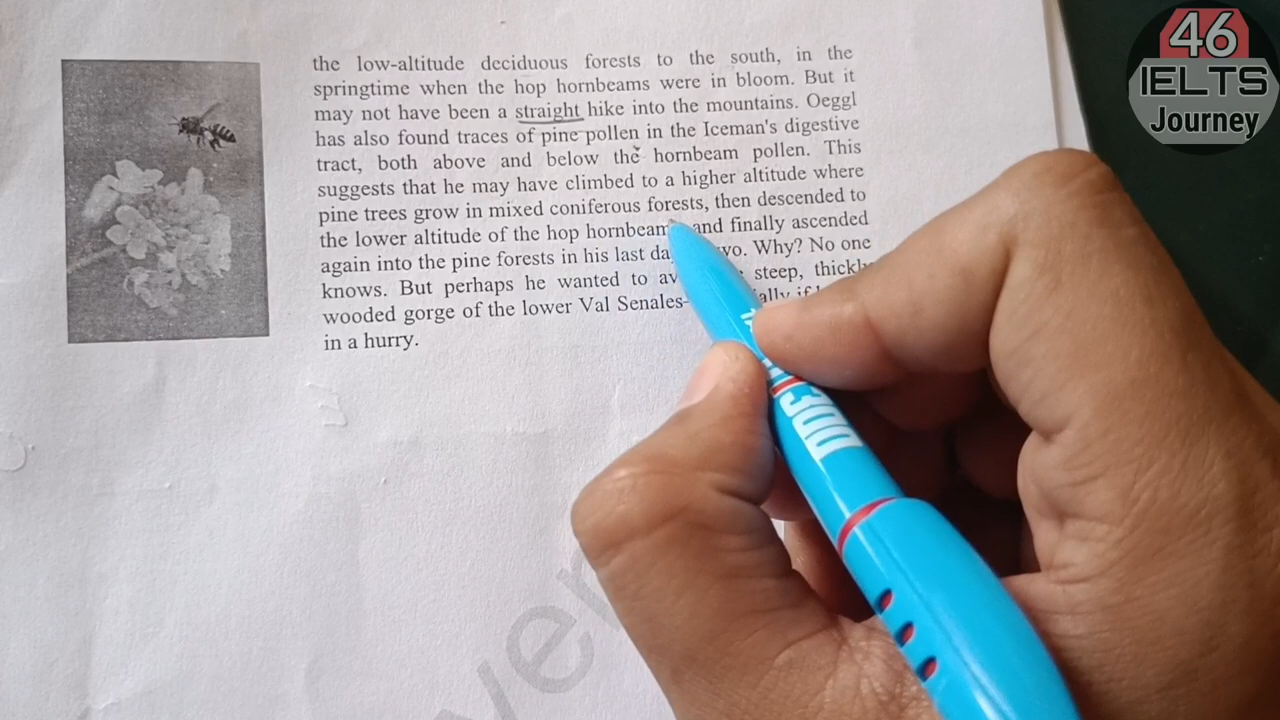 the low-altitude deciduous forests to the south, in the
springtime when the hop hornbeams were in bloom. But it
may not have been a straight hike into the mountains. Oeggl
has also found traces of pine pollen in the Iceman's digestive
tract, both above and below the hornbeam pollen. This
suggests that he may have climbed to a higher altitude where
pine trees grow in mixed coniferous forests, then descended to
the lower altitude of the hop hornbeam and finally ascended
again into the pine forests in his last Why? No one
knows. But perhaps he wanted to steep, thickly
wooded gorge of the lower Val Senales
in a hurry.
46
IELTS
Journey